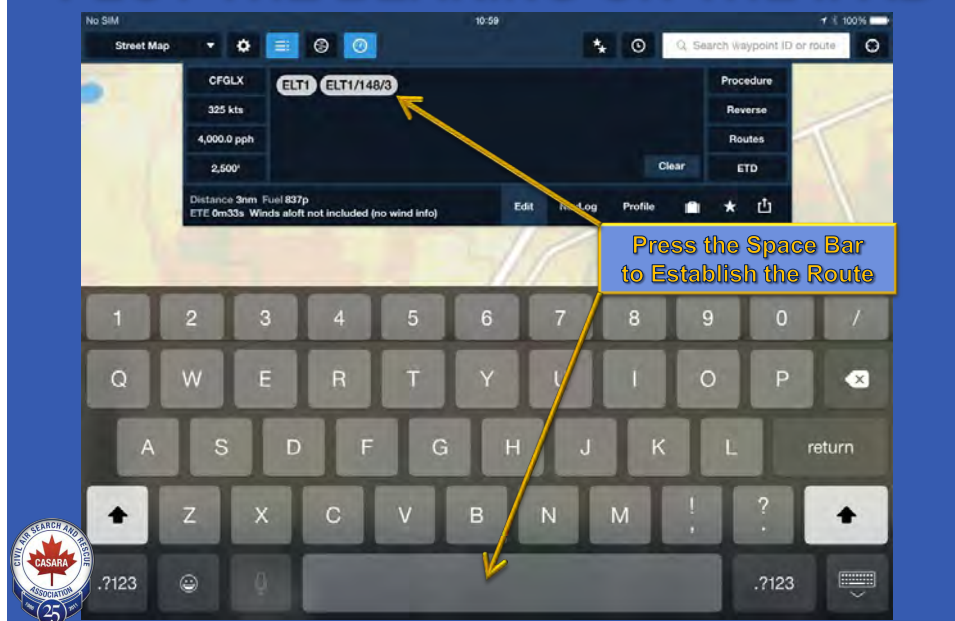 No SIM 10:59 100%
Street Map Search waypoint ID or route
CFGLX ELT1 ELT1/148/3 Procedure
325 kts Reverse
4,000.0 pph Routes
2,500' Clear ETD
Distance 3nm Fuel 837p
ETE 0m33s Winds aloft not included (no wind info) Edit Profile
Press the Space Bar
to Establish the Route
1 2 3 4 5 6 7 8 9 0 /
Q W E R T Y U I O P
A S D F G H J K L return
Z X C V B N M ! , ? .
.?123 .?123
CIVIL AIR SEARCH AND RESCUE
CASARA
ASSOCIATION
25